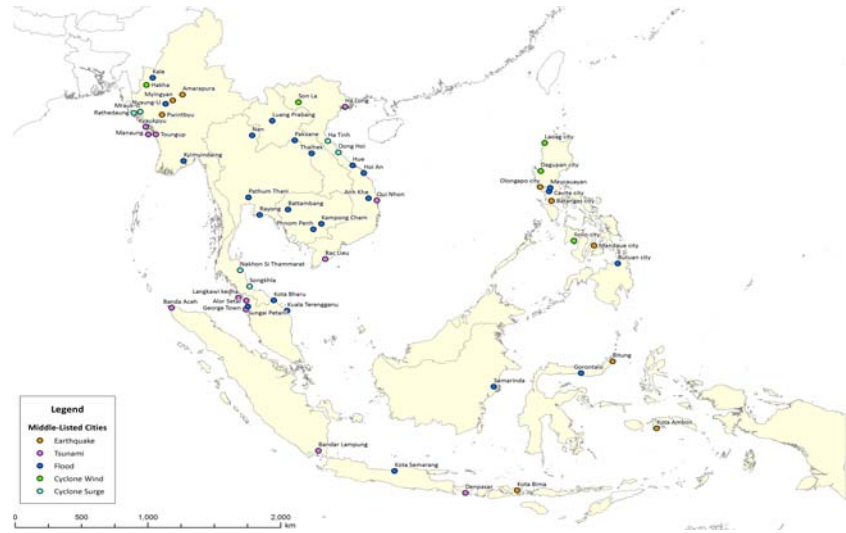 Kale
Hakha
Amarapura
Myingyan
Nyaung-U
Mrauk-U
Rathedaung
Pwintbyu
Kyaukpyu
Manaung
Toungup
Kyimyindaing
Son La
Ha Long
Luang Prabang
Nan
Paksane
Ha Tinh
Thakhek
Dong Hoi
Hue
Hoi An
Pathum Thani
Battambang
Anh Khe
Qui Nhon
Rayong
Kampong Cham
Phnom Penh
Bac Lieu
Nakhon Si Thammarat
Songkhla
Langkawi kedha
Alor Setar
Kota Bharu
Banda Aceh
George Town
Sungai Petani
Kuala Terengganu
Laoag city
Dagupan city
Olongapo city
Meycauayan
Cavite city
Batangas city
Iloilo city
Mandaue city
Butuan city
Bitung
Gorontalo
Samarinda
Kota Ambon
Bandar Lampung
Kota Semarang
Denpasar
Kota Bima
Legend
Middle-Listed Cities
Earthquake
Tsunami
Flood
Cyclone Wind
Cyclone Surge
0 500 1,000 2,000
km